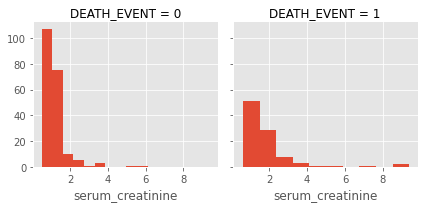 DEATH_EVENT = 0
DEATH_EVENT = 1
100
80
60
40
20
0
2 4 6 8
2 4 6 8
serum_creatinine
serum_creatinine